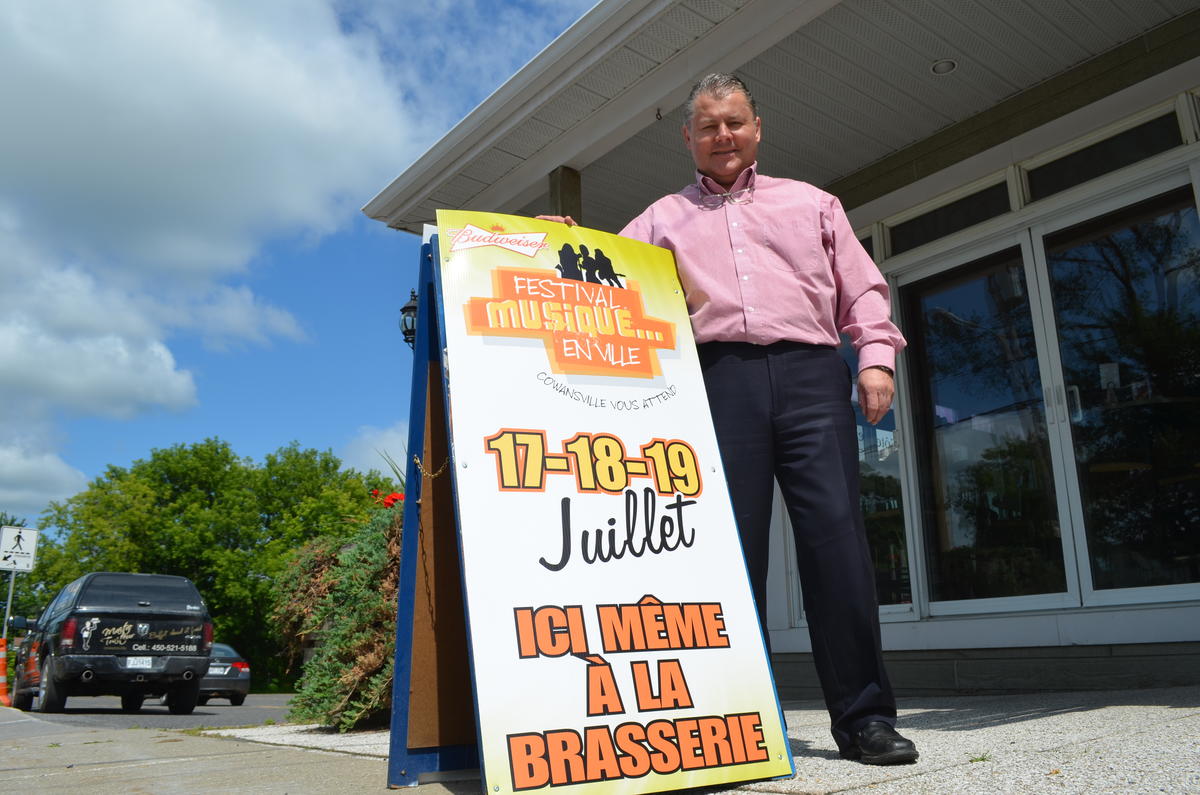 Budweiser
FESTIVAL
MUSIQUE...
EN VILLE
COWANSVILLE VOUS ATTEND
17-18-19
Juillet
ICI MÊME
À LA
BRASSERIE
Cell.: 450-521-5188